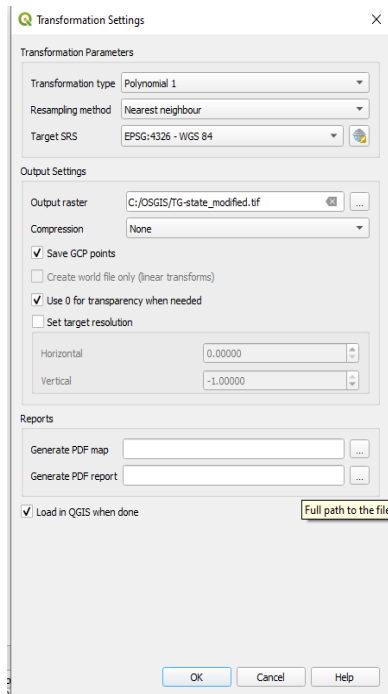 Transformation Settings
Transformation Parameters
Transformation type Polynomial 1
Resampling method Nearest neighbour
Target SRS EPSG:4326 - WGS 84
Output Settings
Output raster C:/OSGIS/TG-state_modified.tif ...
Compression None
Save GCP points
Create world file only (linear transforms)
Use 0 for transparency when needed
Set target resolution
Horizontal 0.00000
Vertical -1.00000
Reports
Generate PDF map ...
Generate PDF report ...
Load in QGIS when done
Full path to the file
OK Cancel Help